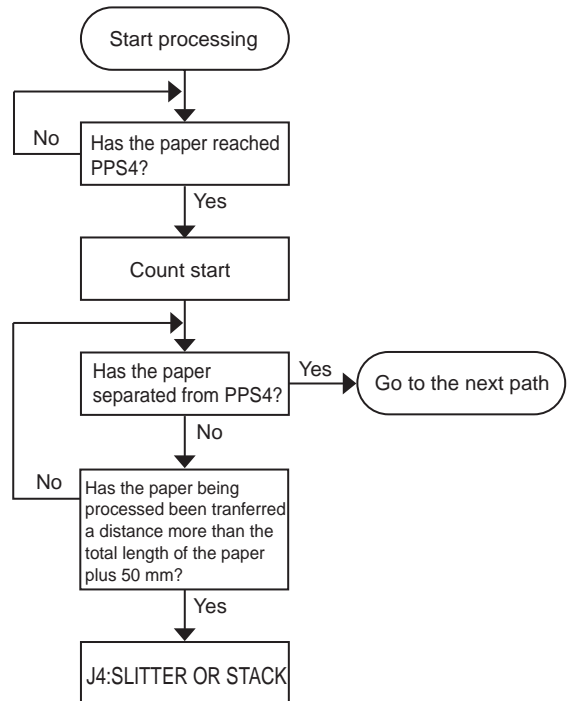 Start processing
No
Has the paper reached
PPS4?
Yes
Count start
Has the paper
separated from PPS4?
Yes
Go to the next path
No
No
Has the paper being
processed been tranferred
a distance more than the
total length of the paper
plus 50 mm?
Yes
J4:SLITTER OR STACK